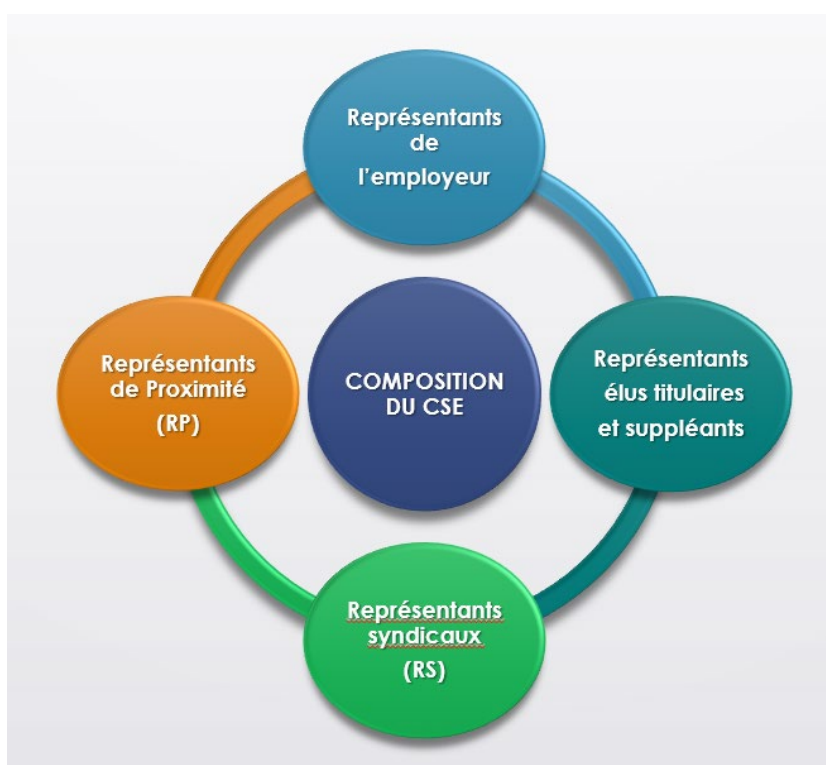 Représentants
de
l'employeur
Représentants
de Proximité
(RP)
COMPOSITION
DU CSE
Représentants
élus titulaires
et suppléants
Représentants
syndicaux
(RS)